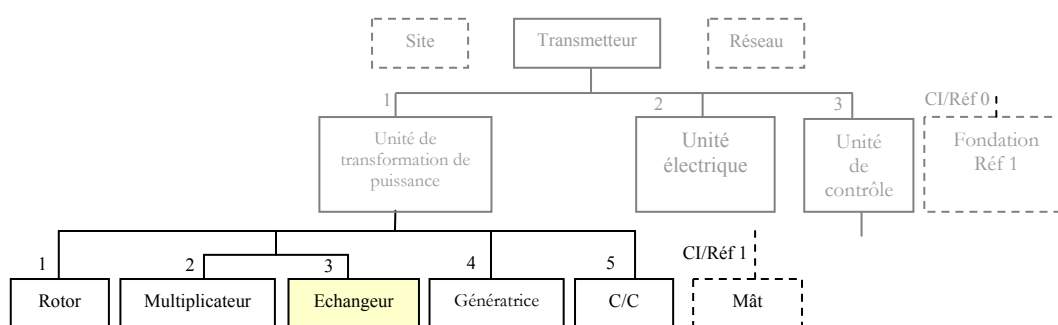 Site
Transmetteur
Réseau
1
2
3
CI/Réf 0
Unité de
transformation de
puissance
Unité
électrique
Unité
de
contrôle
Fondation
Réf 1
1
2
3
4
5
CI/Réf 1
Rotor
Multiplicateur
Echangeur
Génératrice
C/C
Mât